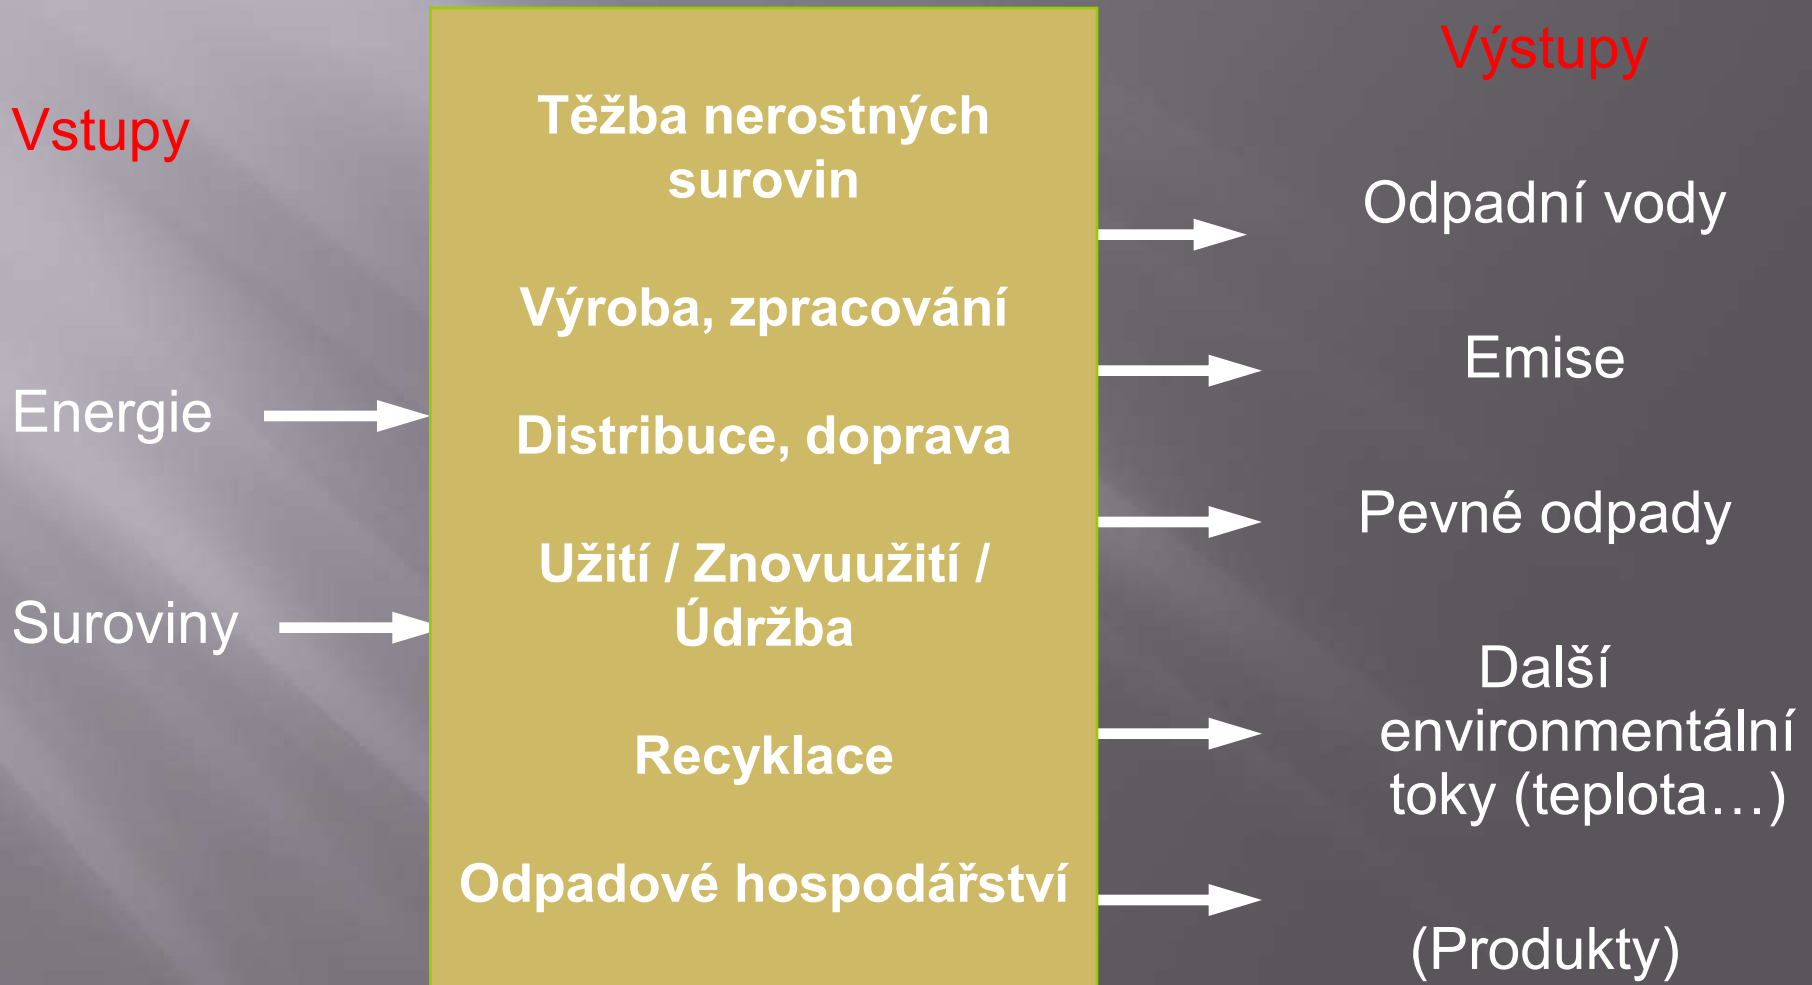 Vstupy
Energie
Suroviny
Těžba nerostných
surovin
Výroba, zpracování
Distribuce, doprava
Užití / Znovuužití /
Údržba
Recyklace
Odpadové hospodářství
Výstupy
Odpadní vody
Emise
Pevné odpady
Další
environmentální
toky (teplota…)
(Produkty)